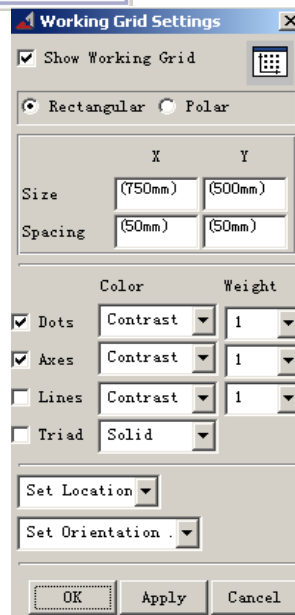 Working Grid Settings
Show Working Grid
Rectangular Polar
X Y
Size (750mm) (500mm)
Spacing (50mm) (50mm)
Color Weight
Dots Contrast 1
Axes Contrast 1
Lines Contrast 1
Triad Solid
Set Location
Set Orientation .
OK Apply Cancel